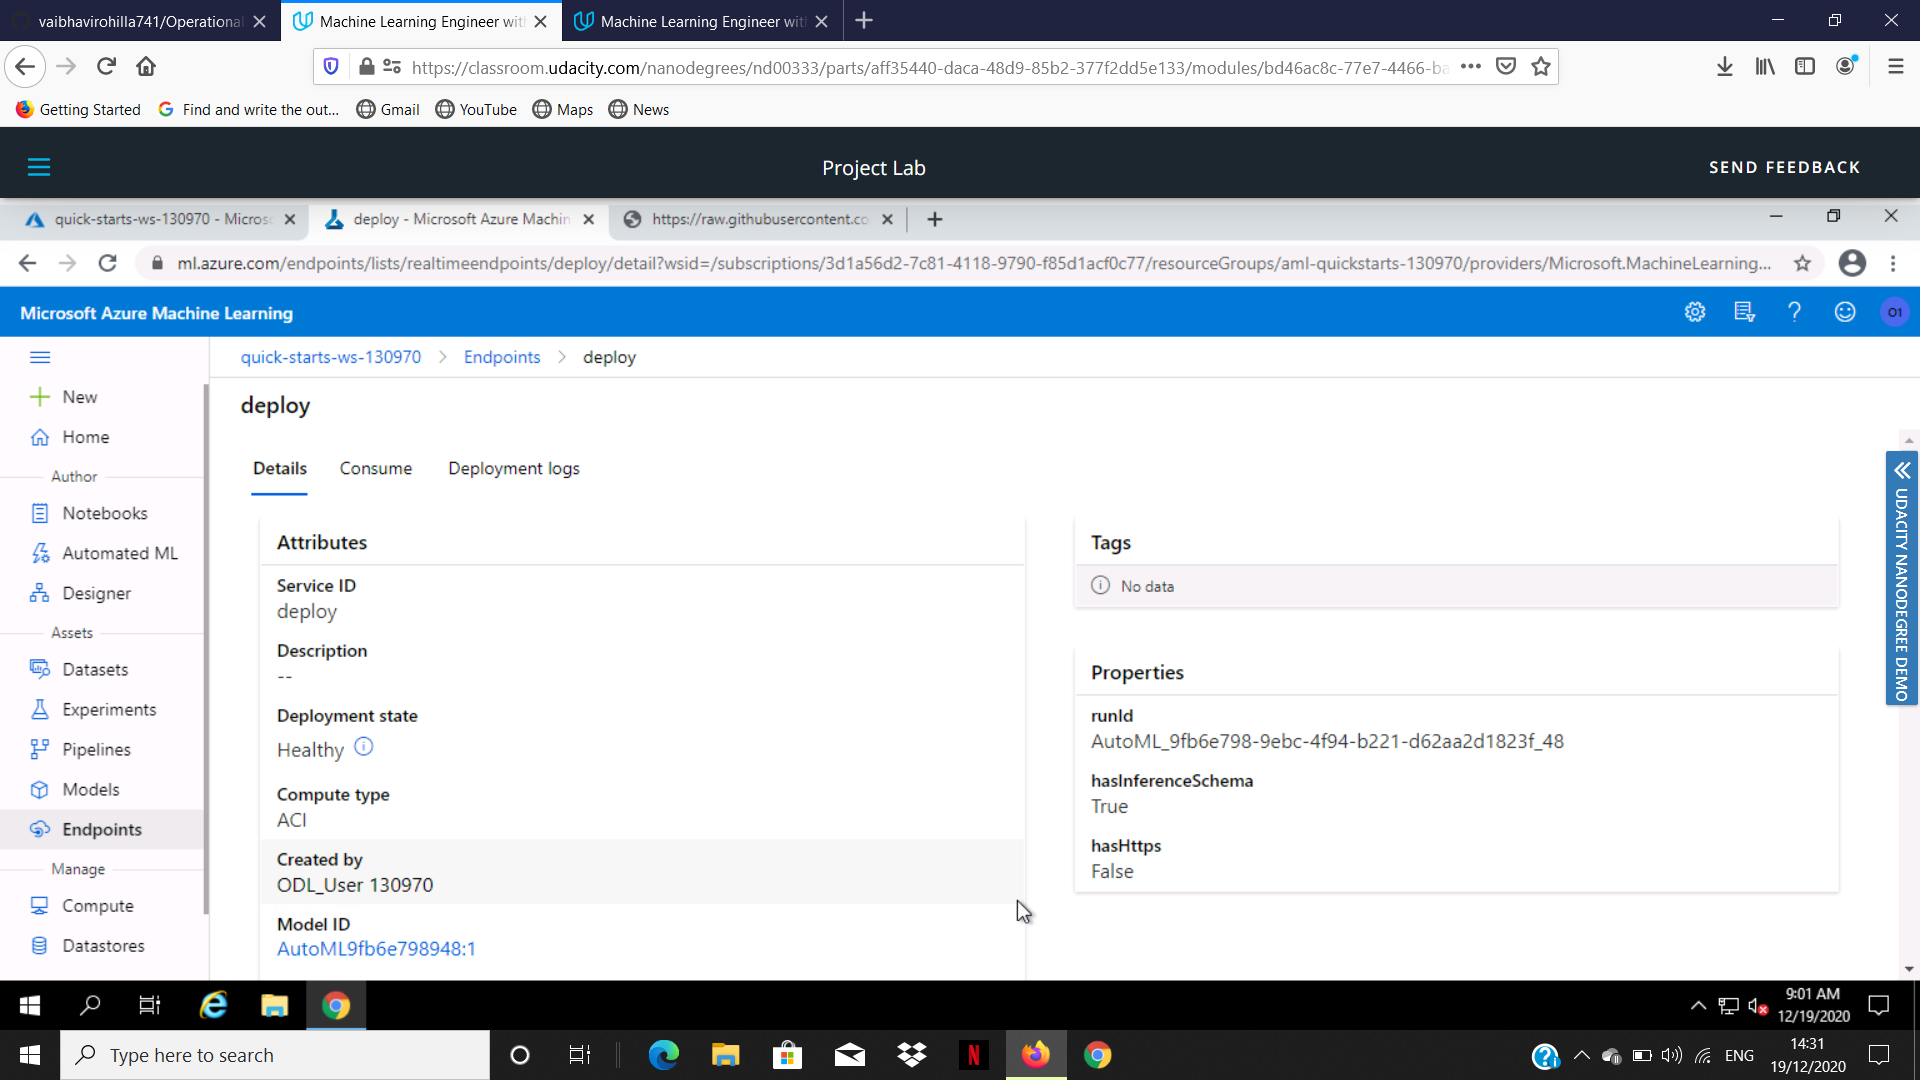 vaibhavirohilla741/Operational
Machine Learning Engineer wit
Machine Learning Engineer wit
https://classroom.udacity.com/nanodegrees/nd00333/parts/aff35440-daca-48d9-85b2-377f2dd5e133/modules/bd46ac8c-77e7-4466-ba
Getting Started
Find and write the out...
Gmail
YouTube
Maps
News
Project Lab
SEND FEEDBACK
quick-starts-ws-130970 - Micros
deploy - Microsoft Azure Machin
https://raw.githubusercontent.co
ml.azure.com/endpoints/lists/realtimeendpoints/deploy/detail?wsid=/subscriptions/3d1a56d2-7c81-4118-9790-f85d1acf0c77/resourceGroups/aml-quickstarts-130970/providers/Microsoft.MachineLearning...
Microsoft Azure Machine Learning
O1
quick-starts-ws-130970 > Endpoints > deploy
New
Home
Author
Notebooks
Automated ML
Designer
Assets
Datasets
Experiments
Pipelines
Models
Endpoints
Manage
Compute
Datastores
deploy
Details
Consume
Deployment logs
Attributes
Service ID
deploy
Description
--
Deployment state
Healthy
Compute type
ACI
Created by
ODL_User 130970
Model ID
AutoML9fb6e798948:1
Tags
No data
Properties
runId
AutoML_9fb6e798-9ebc-4f94-b221-d62aa2d1823f_48
hasInferenceSchema
True
hasHttps
False
UDACITY NANODEGREE DEMO
9:01 AM
12/19/2020
Type here to search
ENG
14:31
19/12/2020